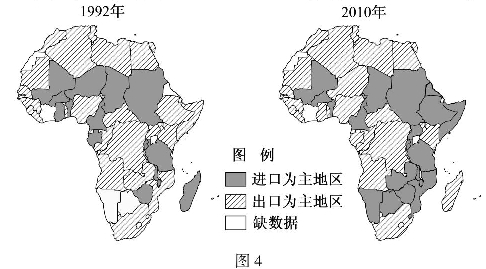 1992年
2010年
图 例
进口为主地区
出口为主地区
缺数据
图 4